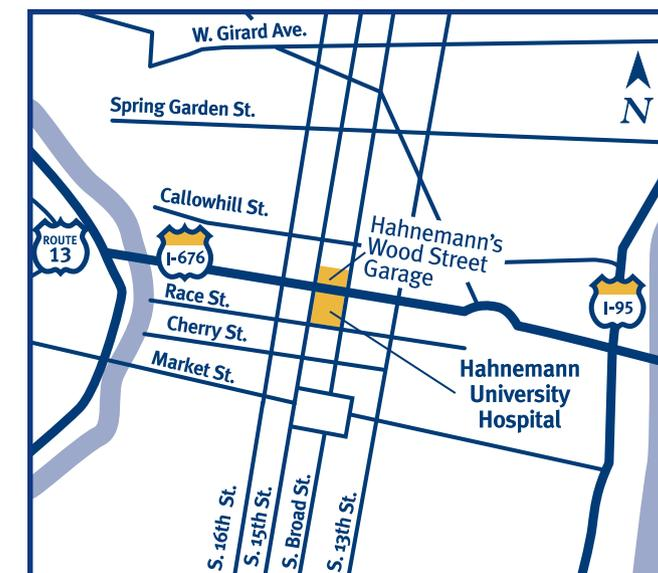 W. Girard Ave.
N
Spring Garden St.
Callowhill St.
Hahnemann's
Wood Street
Garage
ROUTE
13
I-676
I-95
Race St.
Cherry St.
Market St.
Hahnemann
University
Hospital
S. 16th St.
S. 15th St.
S. Broad St.
S. 13th St.